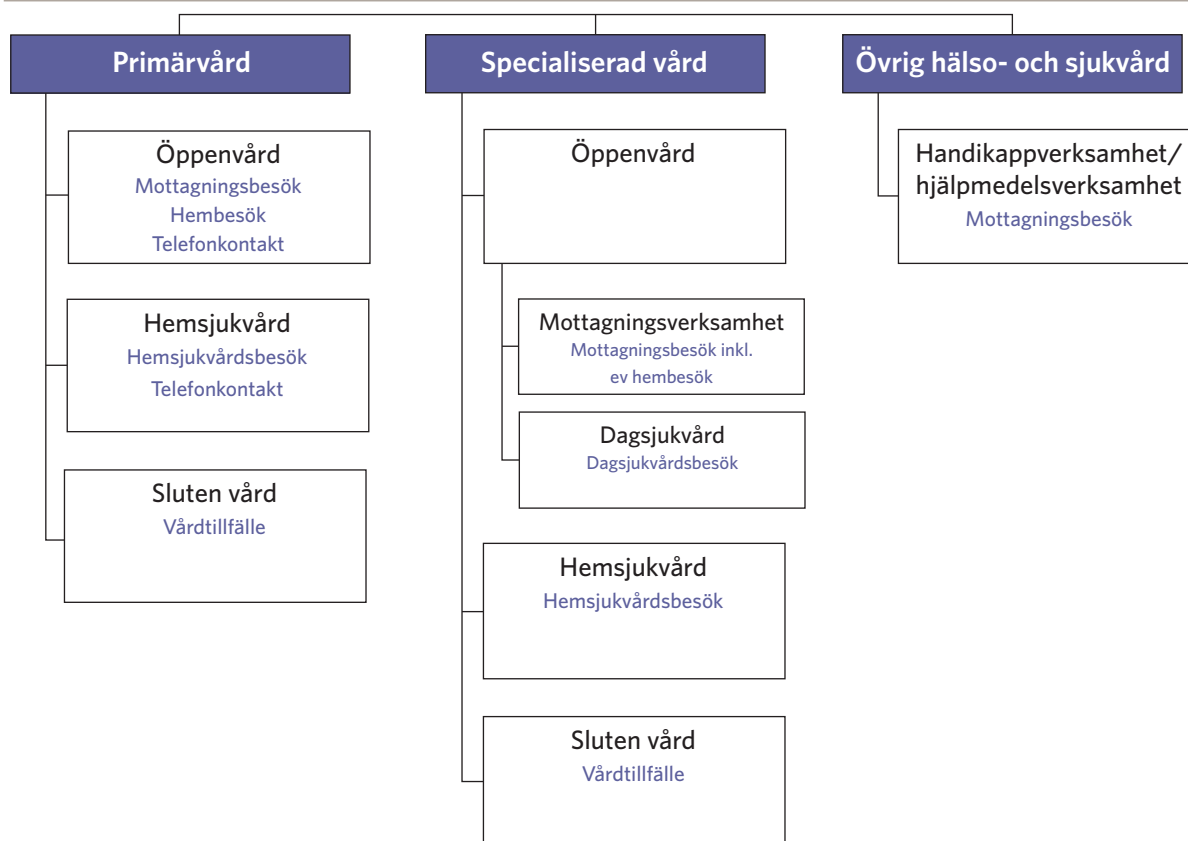 Primärvård
Öppenvård
Mottagningsbesök
Hembesök
Telefonkontakt
Hemsjukvård
Hemsjukvårdsbesök
Telefonkontakt
Sluten vård
Vårdtillfälle
Specialiserad vård
Öppenvård
Mottagningsverksamhet
Mottagningsbesök inkl.
ev hembesök
Dagsjukvård
Dagsjukvårdsbesök
Hemsjukvård
Hemsjukvårdsbesök
Sluten vård
Vårdtillfälle
Övrig hälso- och sjukvård
Handikappverksamhet/
hjälpmedelsverksamhet
Mottagningsbesök